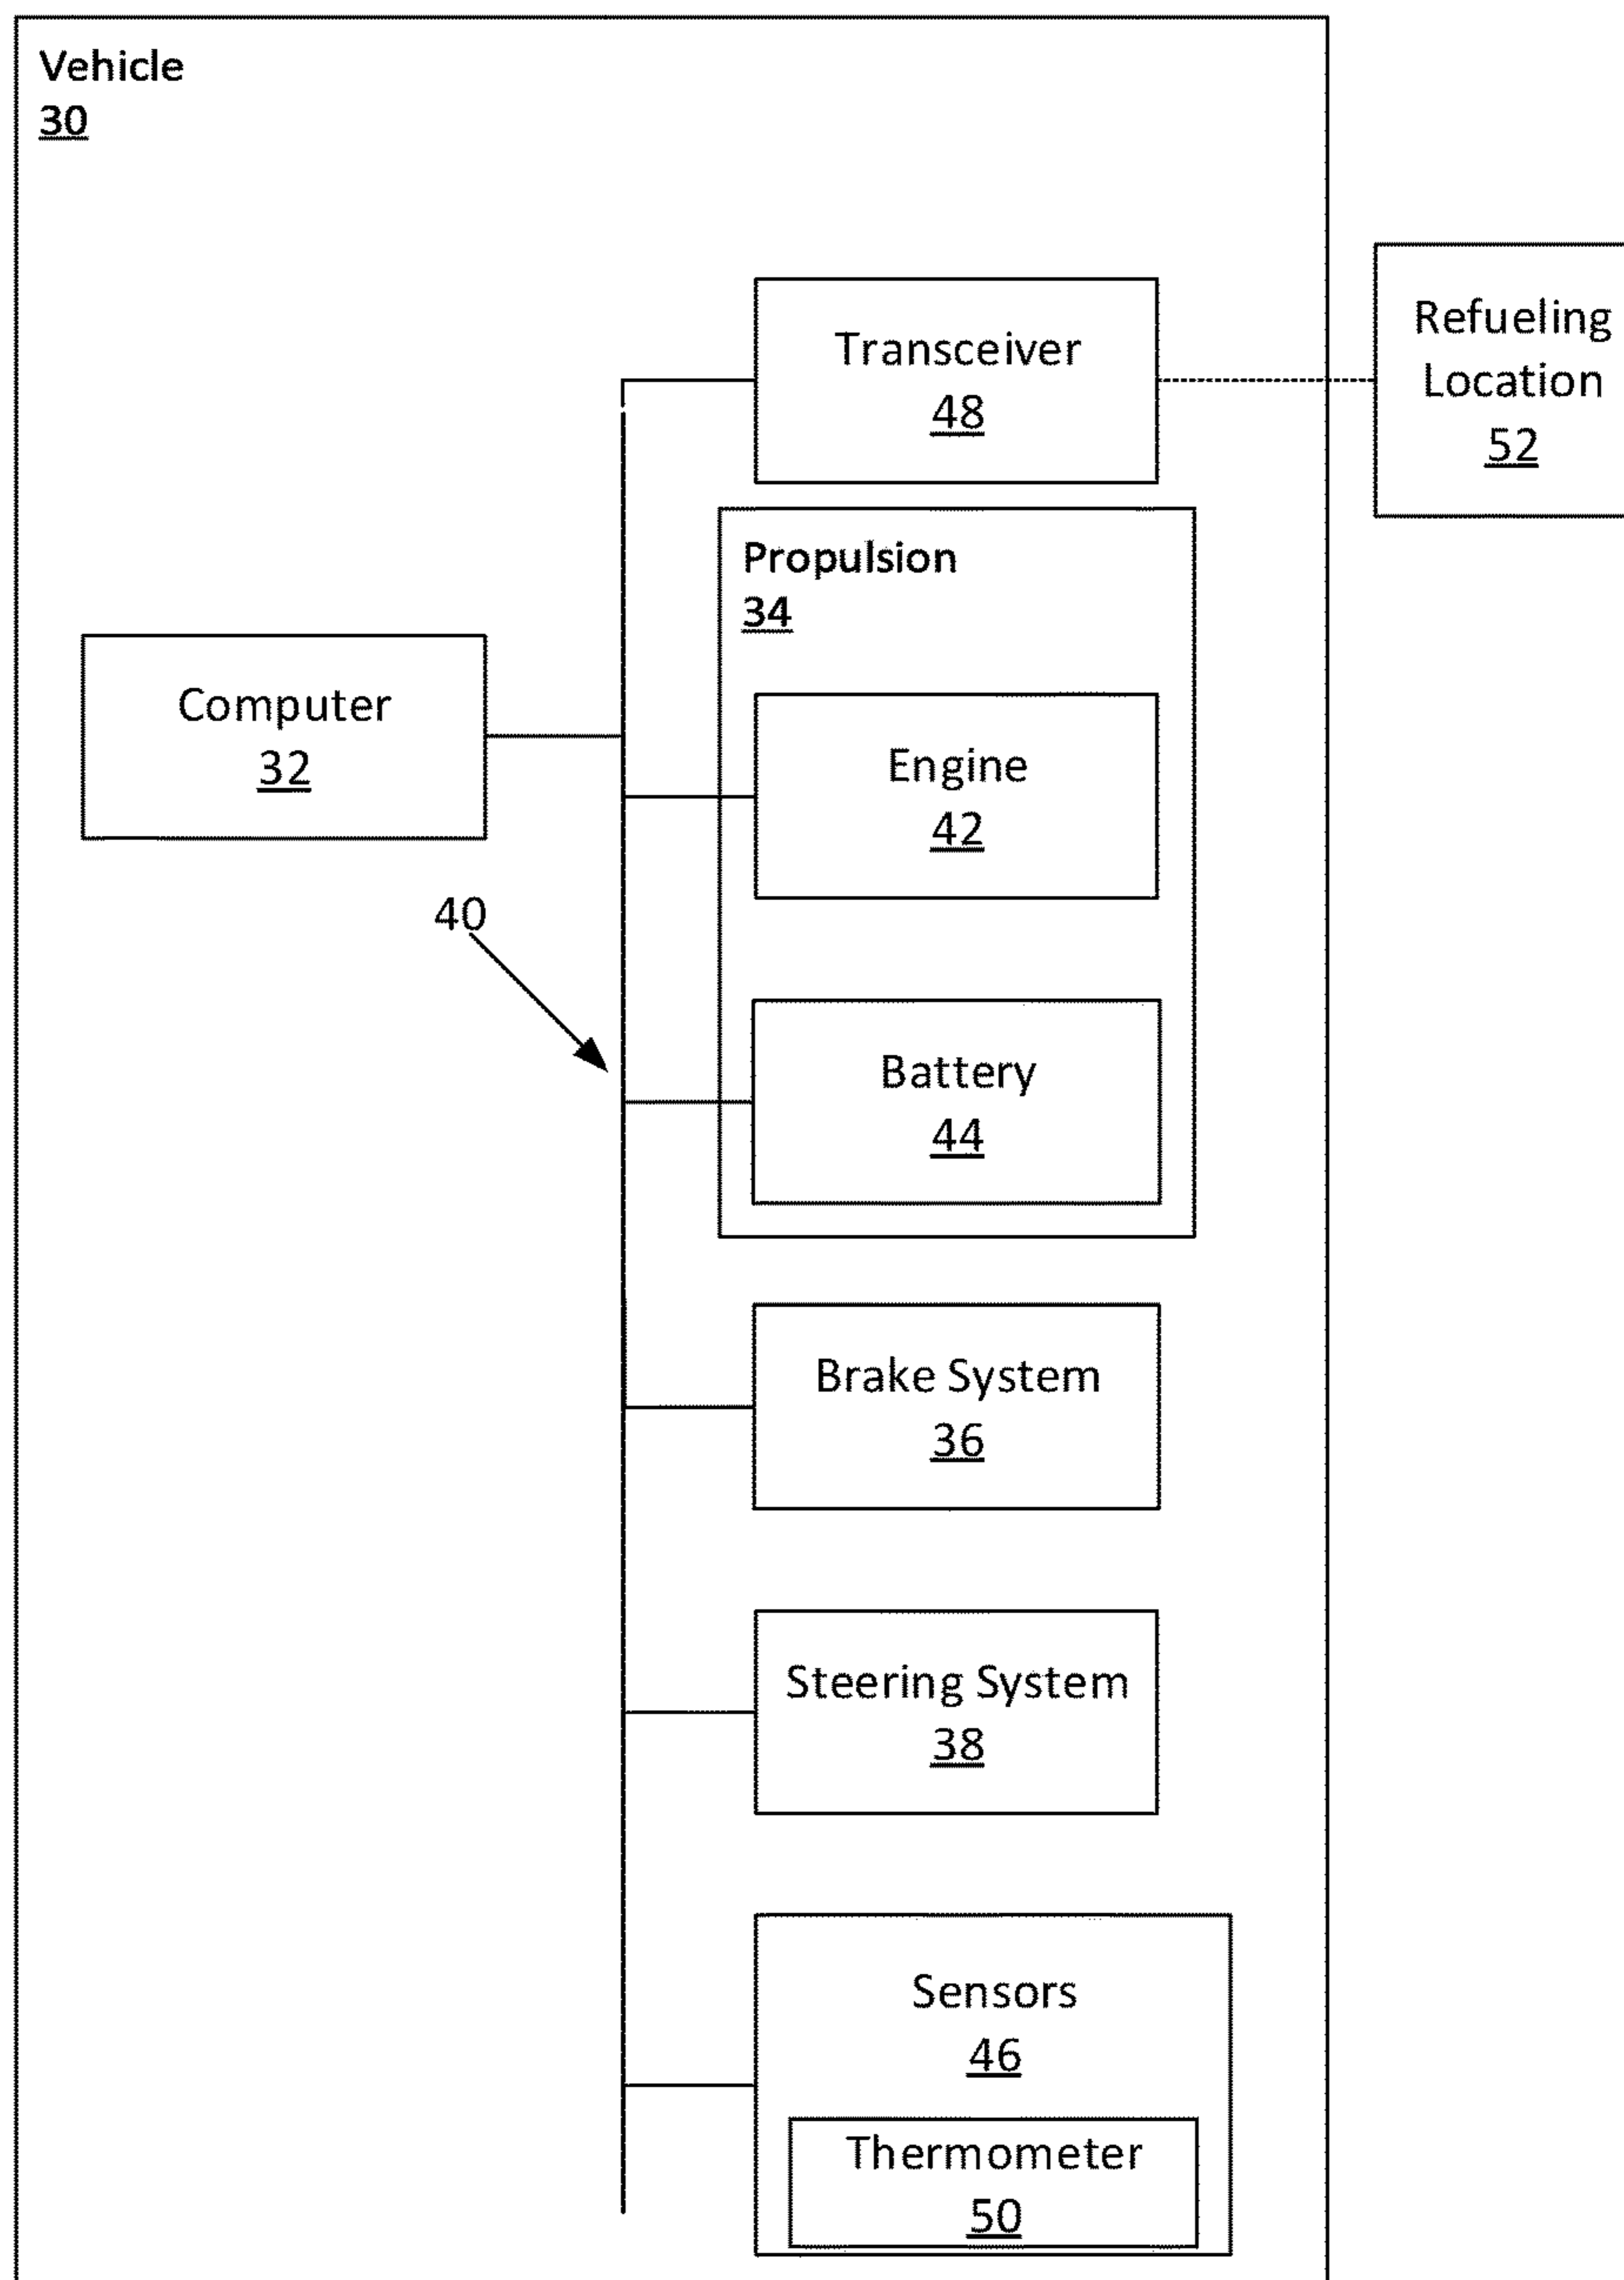 Vehicle
30
Transceiver
48
Refueling
Location
52
Propulsion
34
Computer
32
Engine
42
40
Battery
44
Brake System
36
Steering System
38
Sensors
46
Thermometer
50